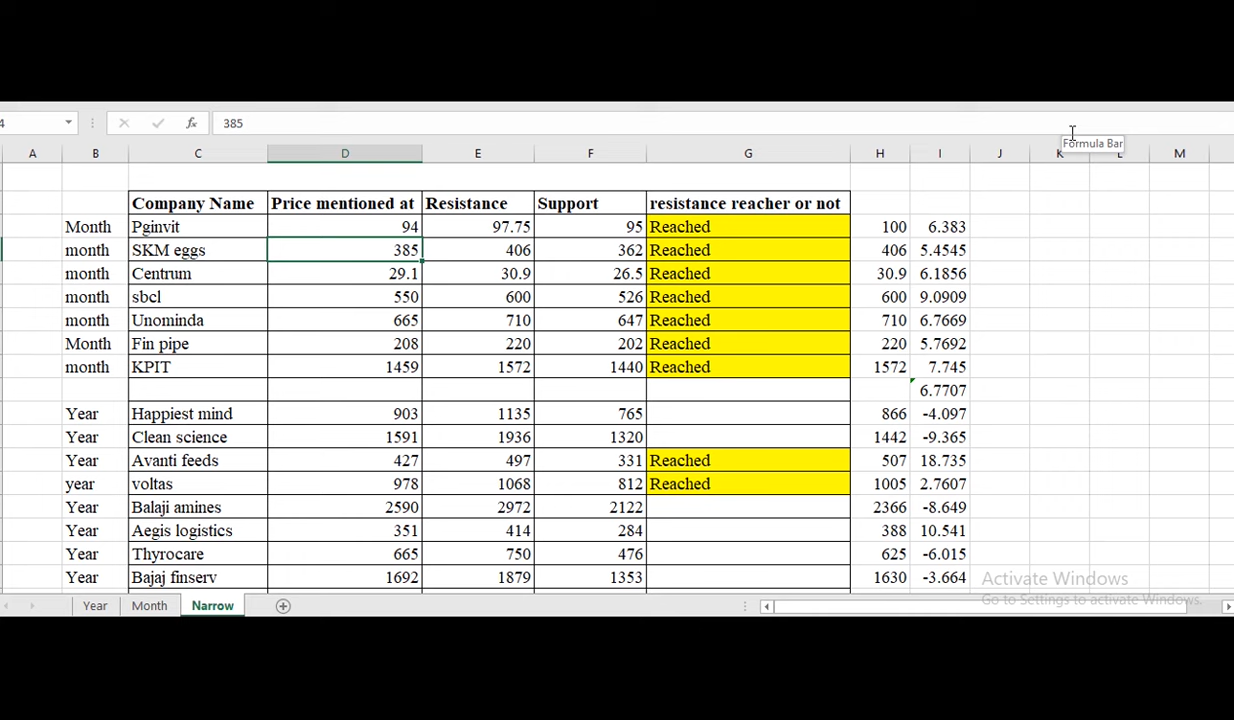 4 fx 385
Formula Bar
A B C D E F G H I J K L M
Company Name Price mentioned at Resistance Support resistance reacher or not
Month Pginvit 94 97.75 95 Reached 100 6.383
month SKM eggs 385 406 362 Reached 406 5.4545
month Centrum 29.1 30.9 26.5 Reached 30.9 6.1856
month sbcl 550 600 526 Reached 600 9.0909
month Unominda 665 710 647 Reached 710 6.7669
Month Fin pipe 208 220 202 Reached 220 5.7692
month KPIT 1459 1572 1440 Reached 1572 7.745
6.7707
Year Happiest mind 903 1135 765 866 -4.097
Year Clean science 1591 1936 1320 1442 -9.365
Year Avanti feeds 427 497 331 Reached 507 18.735
year voltas 978 1068 812 Reached 1005 2.7607
Year Balaji amines 2590 2972 2122 2366 -8.649
Year Aegis logistics 351 414 284 388 10.541
Year Thyrocare 665 750 476 625 -6.015
Year Bajaj finserv 1692 1879 1353 1630 -3.664
Activate Windows
Go to Settings to activate Windows.
Year Month Narrow